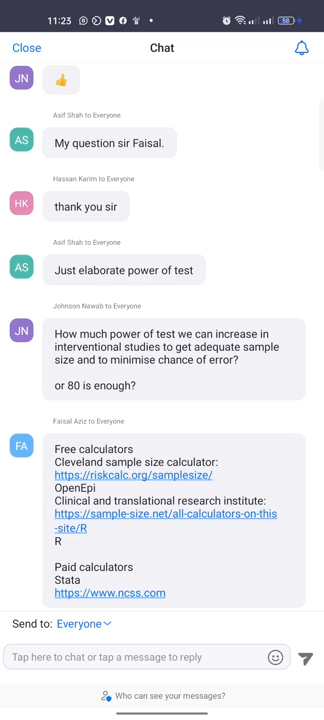 11:23
58
Close
Chat
JN
👍
Asif Shah to Everyone
AS
My question sir Faisal.
Hassan Karim to Everyone
HK
thank you sir
Asif Shah to Everyone
AS
Just elaborate power of test
Johnson Nawab to Everyone
JN
How much power of test we can increase in
interventional studies to get adequate sample
size and to minimise chance of error?
or 80 is enough?
Faisal Aziz to Everyone
FA
Free calculators
Cleveland sample size calculator:
https://riskcalc.org/samplesize/
OpenEpi
Clinical and translational research institute:
https://sample-size.net/all-calculators-on-this
-site/R
R
Paid calculators
Stata
https://www.ncss.com
Send to: Everyone
Tap here to chat or tap a message to reply
Who can see your messages?